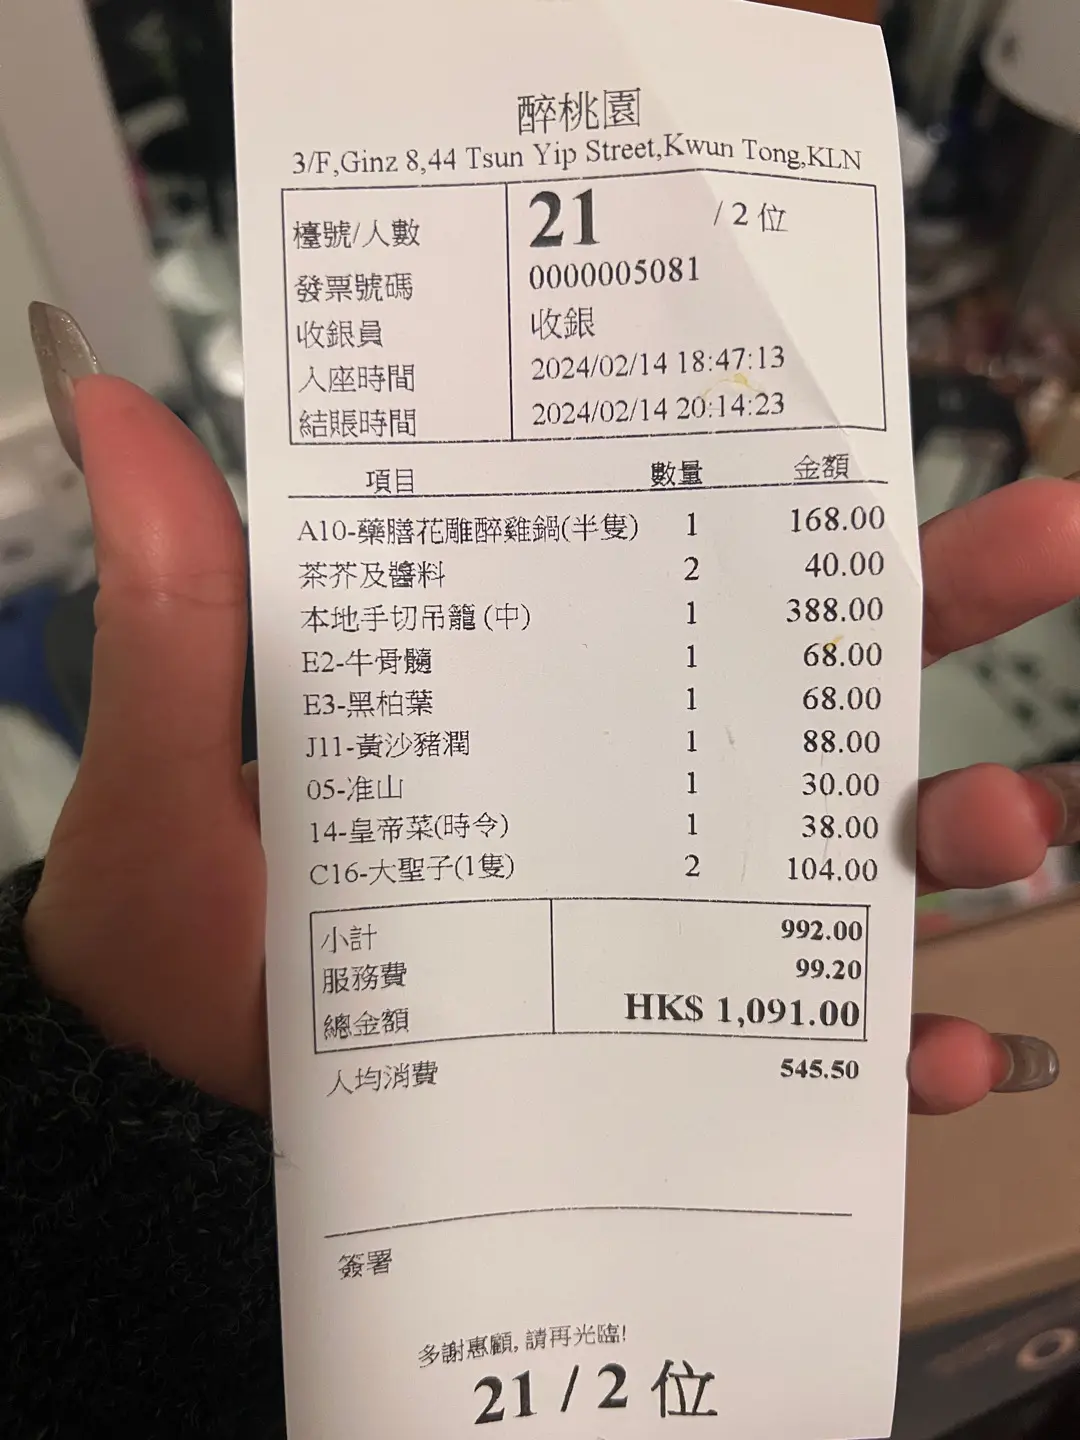 醉桃園
3/F,Ginz 8,44 Tsun Yip Street,Kwun Tong,KLN
檯號/人數 21 / 2 位
發票號碼 0000005081
收銀員 收銀
入座時間 2024/02/14 18:47:13
結賬時間 2024/02/14 20:14:23
項目 數量 金額
A10-藥膳花雕醉雞鍋(半隻) 1 168.00
茶芥及醬料 2 40.00
本地手切吊籠 (中) 1 388.00
E2-牛骨髓 1 68.00
E3-黑柏葉 1 68.00
J11-黃沙豬潤 1 88.00
05-准山 1 30.00
14-皇帝菜(時令) 1 38.00
C16-大聖子(1隻) 2 104.00
小計 992.00
服務費 99.20
總金額 HK$ 1,091.00
人均消費 545.50
簽署
多謝惠顧, 請再光臨!
21 / 2 位